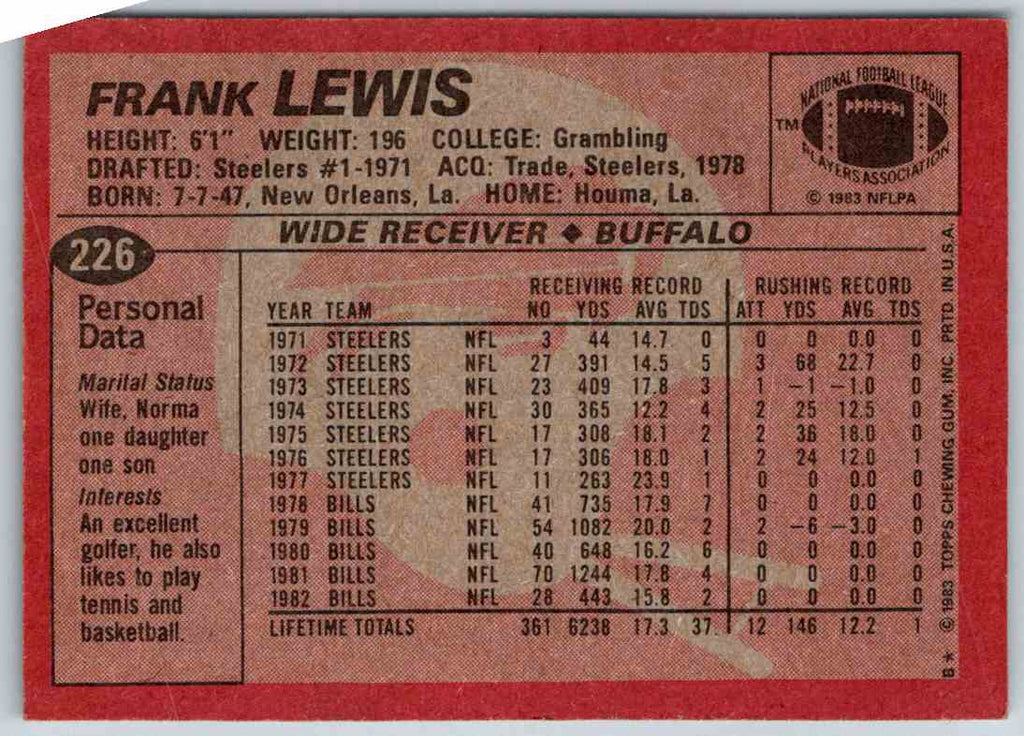 FRANK LEWIS
HEIGHT: 6'1" WEIGHT: 196 COLLEGE: Grambling
DRAFTED: Steelers #1-1971 ACQ: Trade, Steelers, 1978
BORN: 7-7-47, New Orleans, La. HOME: Houma, La.
NATIONAL FOOTBALL LEAGUE
TM
PLAYERS ASSOCIATION
© 1983 NFLPA
WIDE RECEIVER ◆ BUFFALO
226
Personal
Data
Marital Status
Wife, Norma
one daughter
one son
Interests
An excellent
golfer, he also
likes to play
tennis and
basketball.
RECEIVING RECORD RUSHING RECORD
YEAR TEAM NO YDS AVG TDS ATT YDS AVG TDS
1971 STEELERS NFL 3 44 14.7 0 0 0 0.0 0
1972 STEELERS NFL 27 391 14.5 5 3 68 22.7 0
1973 STEELERS NFL 23 409 17.8 3 1 -1 -1.0 0
1974 STEELERS NFL 30 365 12.2 4 2 25 12.5 0
1975 STEELERS NFL 17 308 18.1 2 2 36 18.0 0
1976 STEELERS NFL 17 306 18.0 1 2 24 12.0 1
1977 STEELERS NFL 11 263 23.9 1 0 0 0.0 0
1978 BILLS NFL 41 735 17.9 7 0 0 0.0 0
1979 BILLS NFL 54 1082 20.0 2 2 -6 -3.0 0
1980 BILLS NFL 40 648 16.2 6 0 0 0.0 0
1981 BILLS NFL 70 1244 17.8 4 0 0 0.0 0
1982 BILLS NFL 28 443 15.8 2 0 0 0.0 0
LIFETIME TOTALS 361 6238 17.3 37 12 146 12.2 1
B★ © 1983 TOPPS CHEWING GUM, INC. PRTD. IN U.S.A.